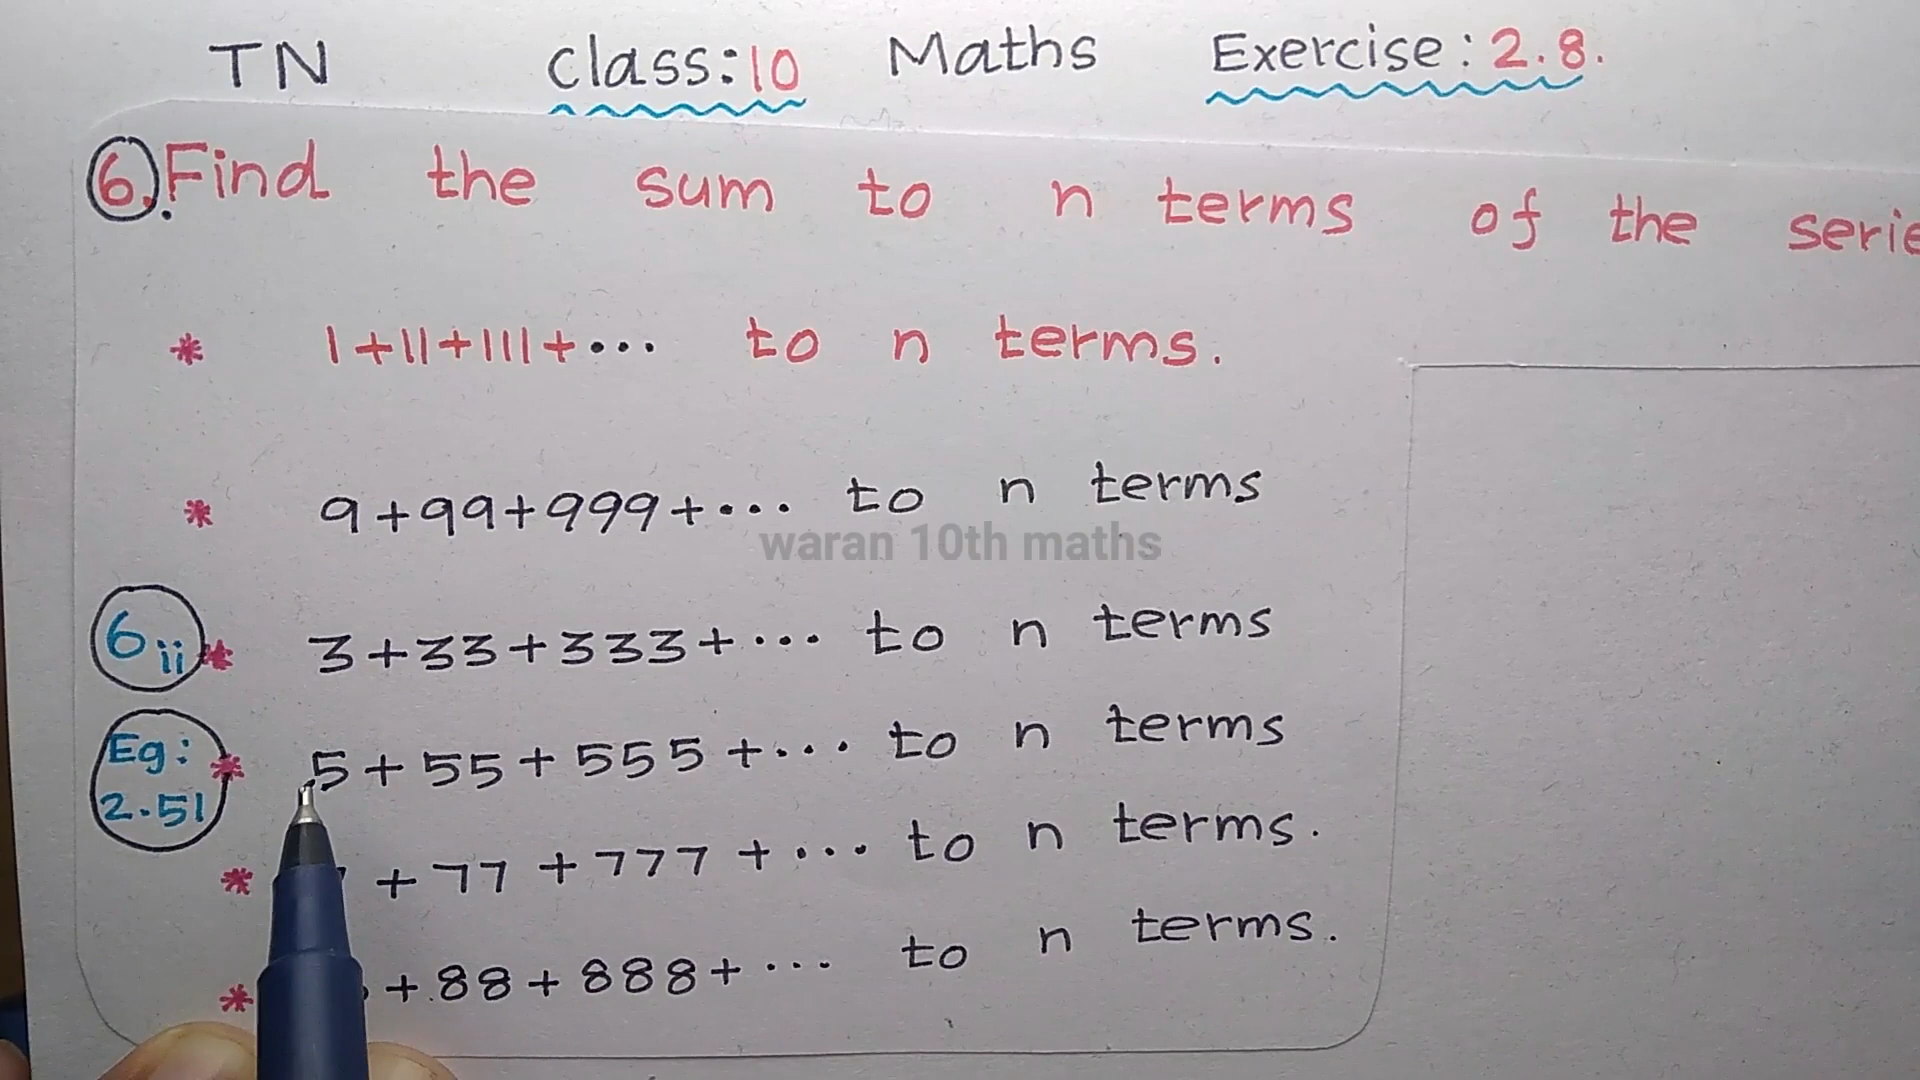 TN Class:10 Maths Exercise: 2.8.
6. Find the sum to n terms of the serie
* 1+11+111+... to n terms.
* 9+99+999+... to n terms
waran 10th maths
6 ii * 3+33+333+... to n terms
Eg: 2.51 * 5+55+555+... to n terms
* + 77 + 777 + ... to n terms.
* + 88 + 888 + ... to n terms.